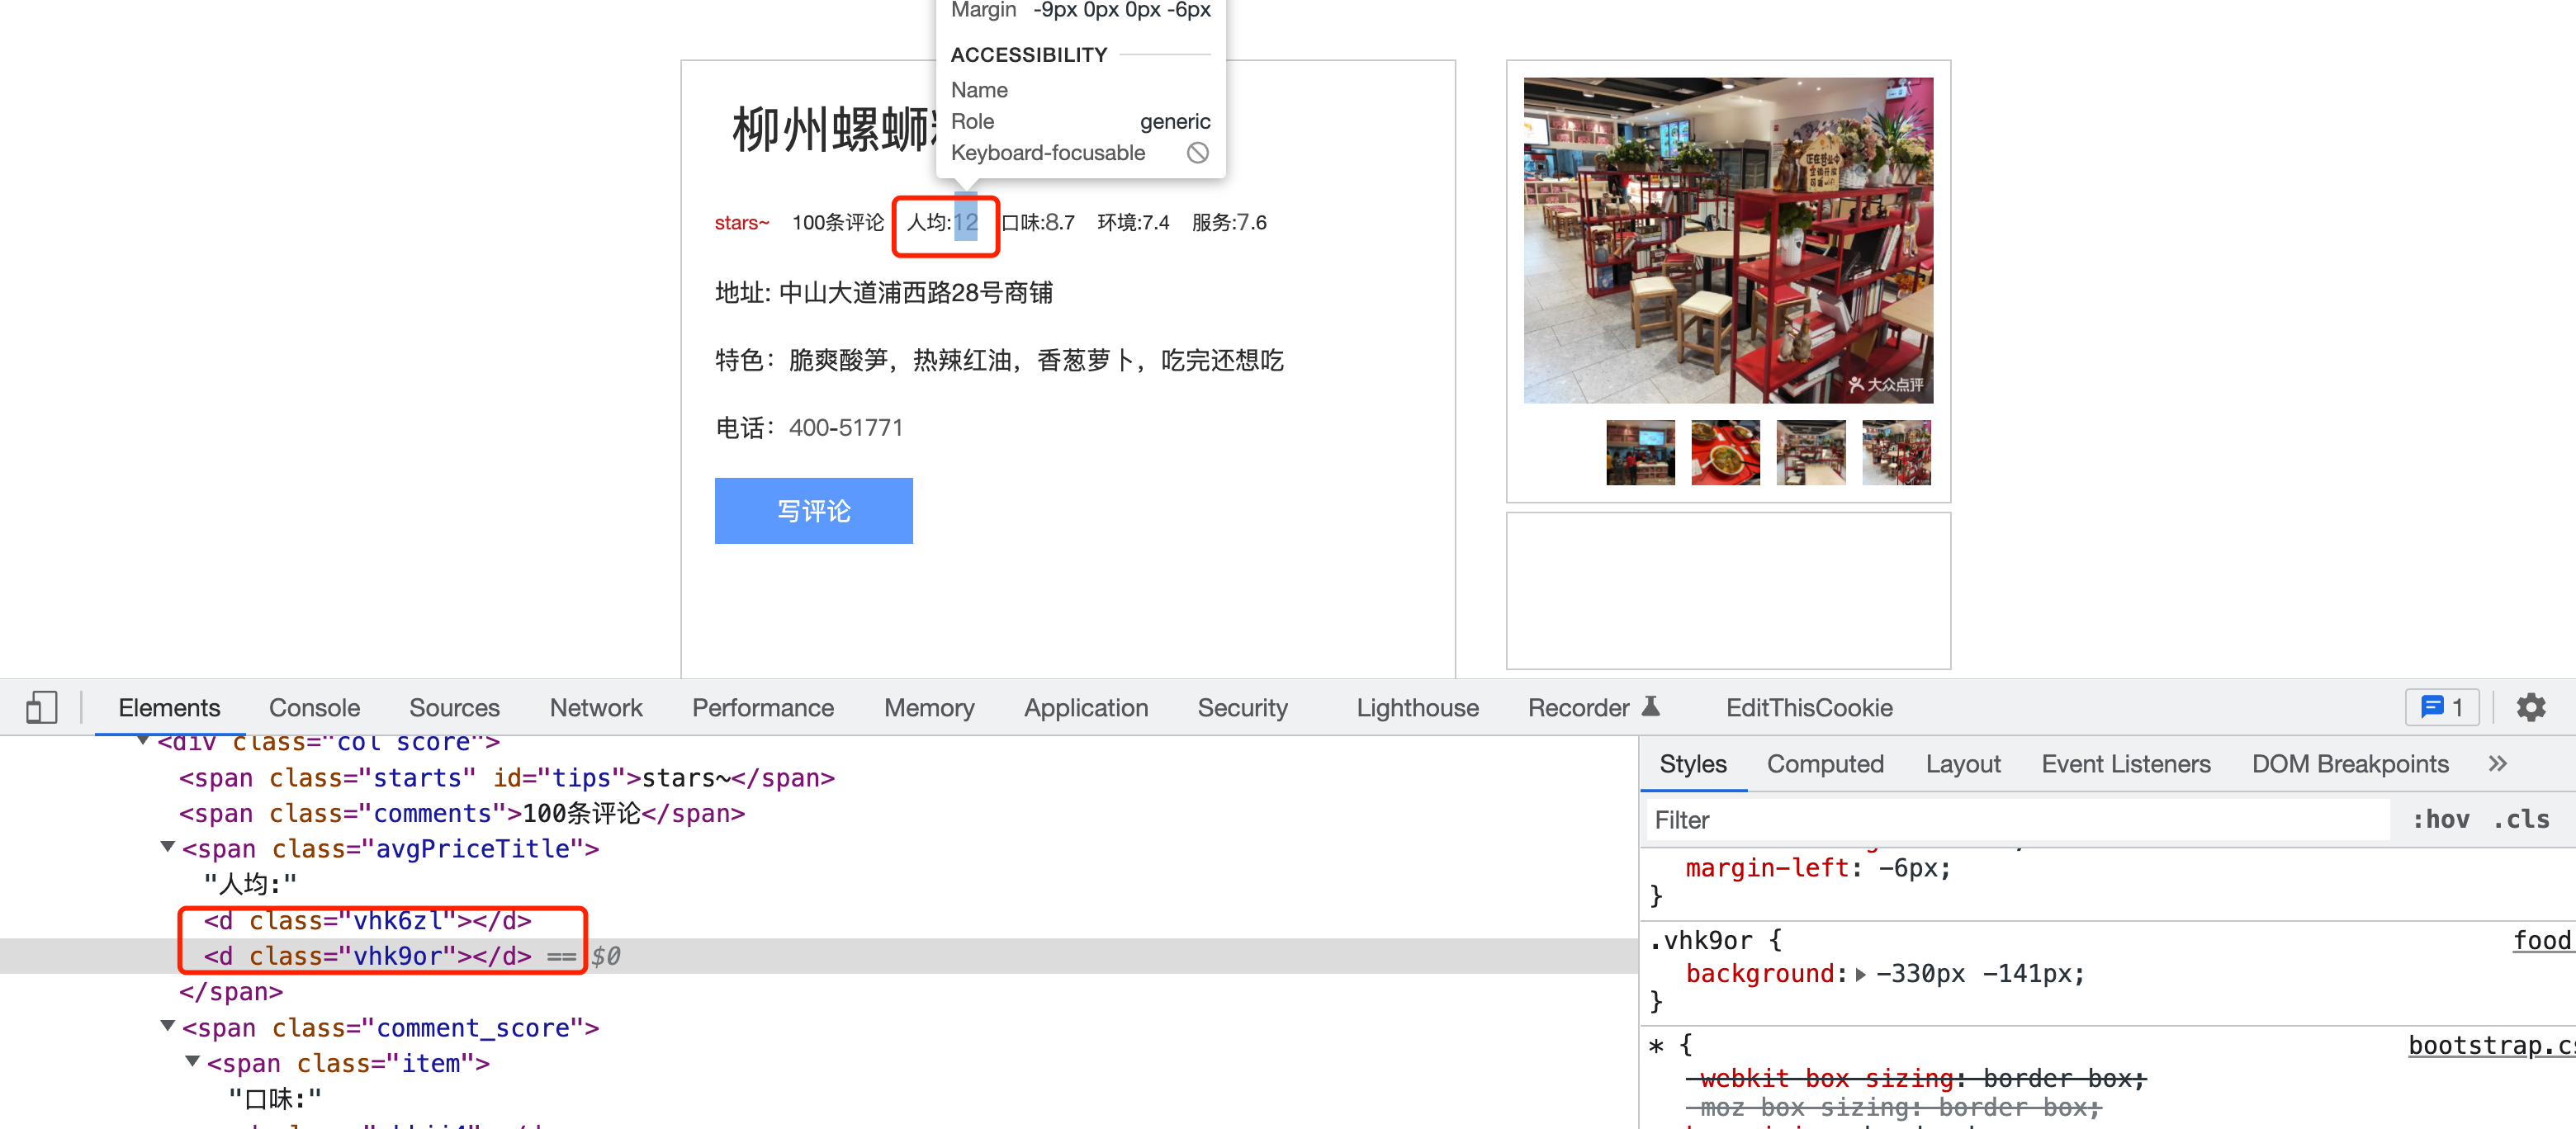 Margin -9px 0px 0px -6px
ACCESSIBILITY
Name
Role generic
Keyboard-focusable
柳州螺蛳
stars~ 100条评论 人均:12 口味:8.7 环境:7.4 服务:7.6
地址: 中山大道浦西路28号商铺
特色：脆爽酸笋，热辣红油，香葱萝卜，吃完还想吃
电话：400-51771
写评论
正在营业中
大众点评
Elements Console Sources Network Performance Memory Application Security Lighthouse Recorder EditThisCookie 1
<div class="col score">
<span class="starts" id="tips">stars~</span>
<span class="comments">100条评论</span>
<span class="avgPriceTitle">
"人均:"
<d class="vhk6zl"></d>
<d class="vhk9or"></d> == $0
</span>
<span class="comment_score">
<span class="item">
"口味:"
Styles Computed Layout Event Listeners DOM Breakpoints »
Filter :hov .cls
margin-left: -6px;
}
.vhk9or { food
background: -330px -141px;
}
* { bootstrap.cs
-webkit-box-sizing: border-box;
-moz-box-sizing: border-box;